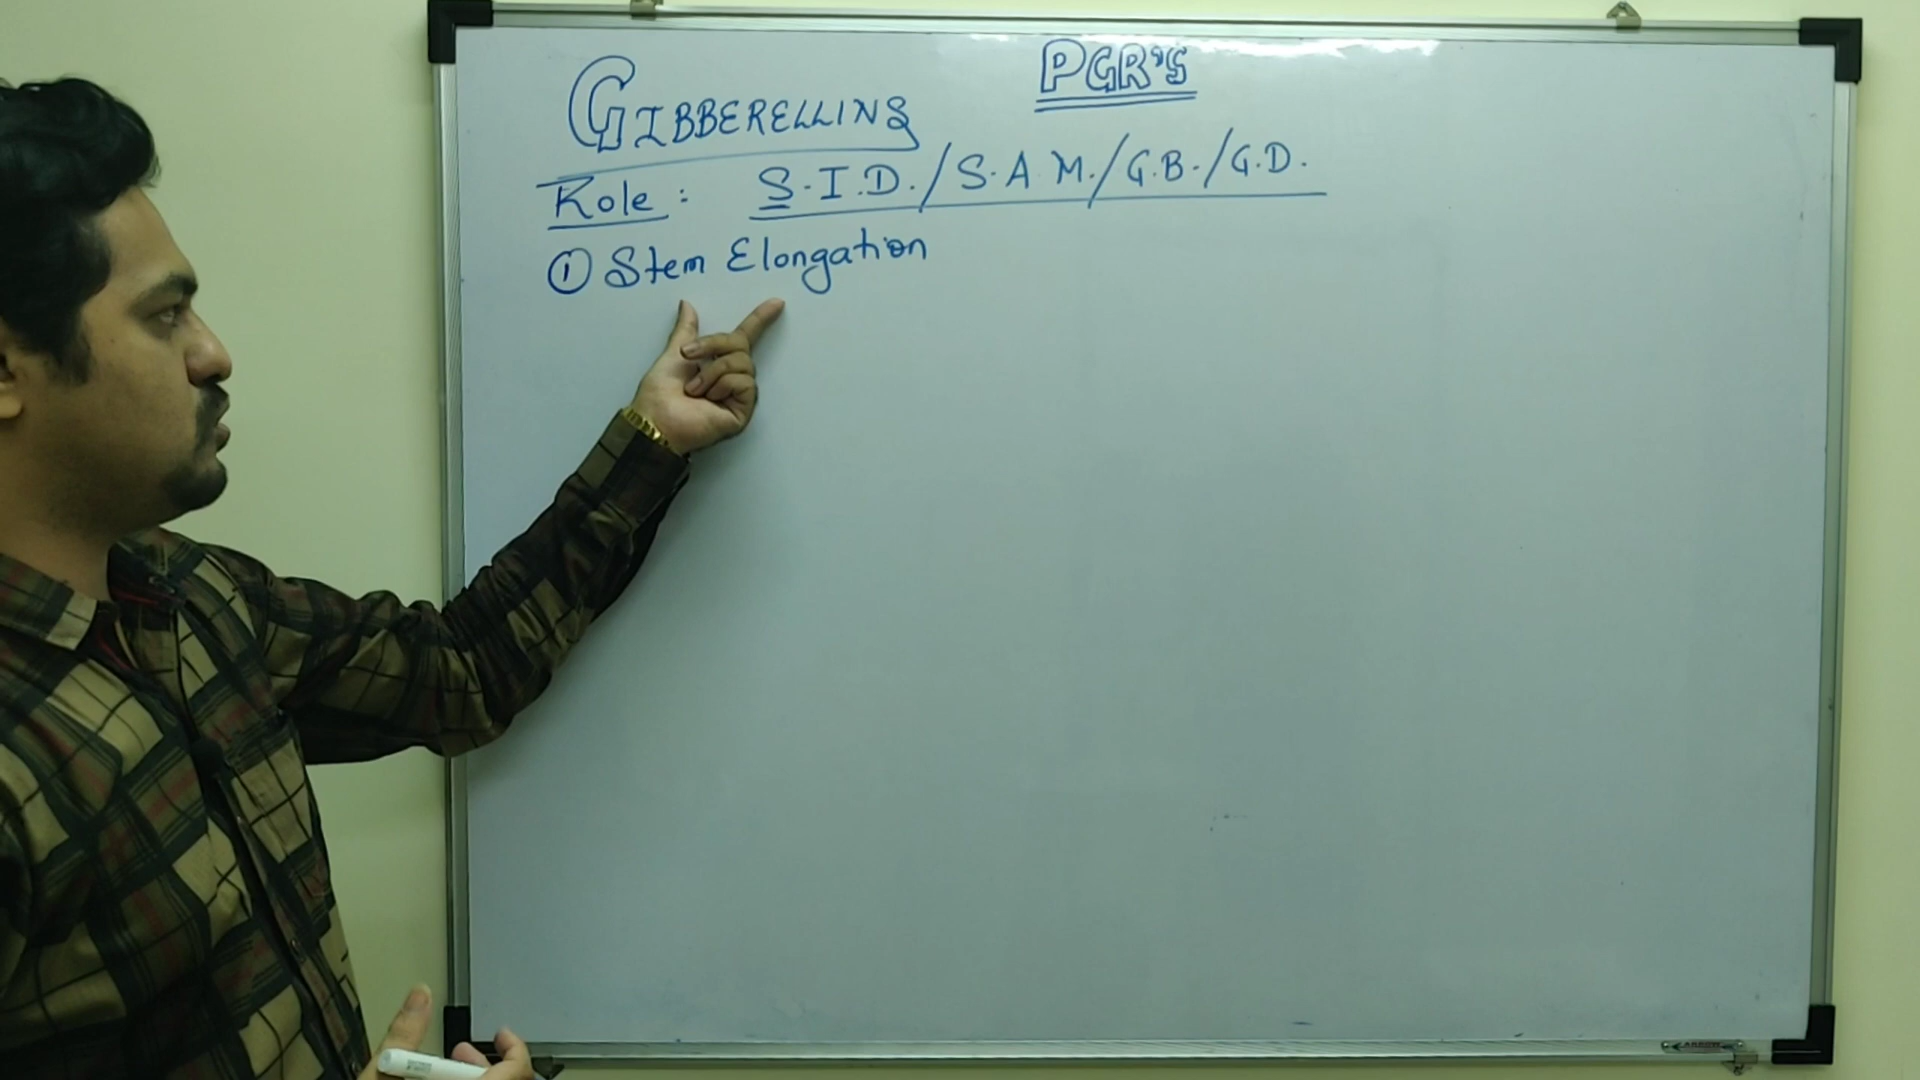 PGR'S
GIBBERELLINS
Role: S.I.D./S.A.M./G.B./G.D.
① Stem Elongation